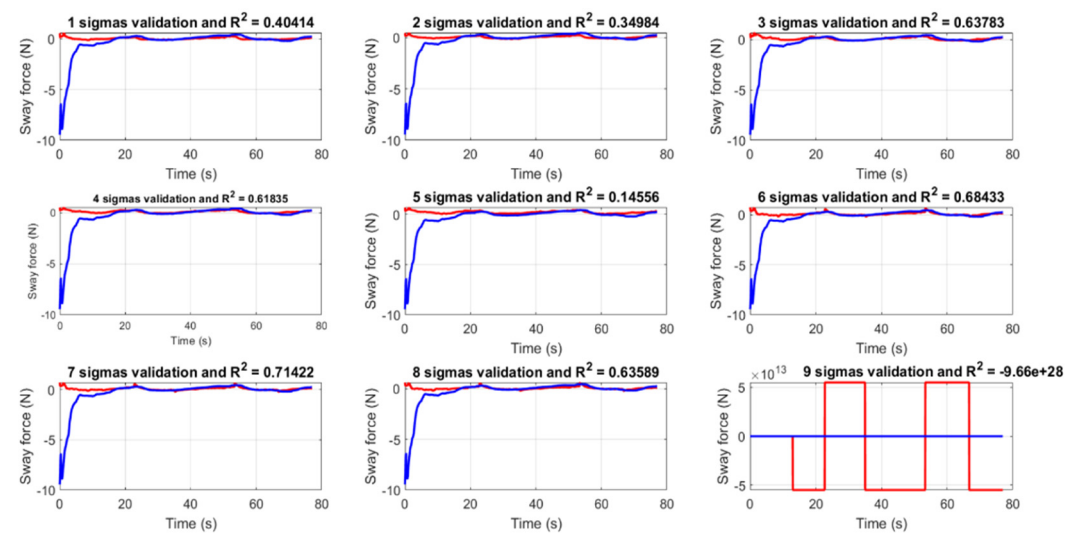 1 sigmas validation and R² = 0.40414
Sway force (N)
0
-5
-10
0 20 40 60 80
Time (s)
2 sigmas validation and R² = 0.34984
Sway force (N)
0
-5
-10
0 20 40 60 80
Time (s)
3 sigmas validation and R² = 0.63783
Sway force (N)
0
-5
-10
0 20 40 60 80
Time (s)
4 sigmas validation and R² = 0.61835
Sway force (N)
0
-5
-10
0 20 40 60 80
Time (s)
5 sigmas validation and R² = 0.14556
Sway force (N)
0
-5
-10
0 20 40 60 80
Time (s)
6 sigmas validation and R² = 0.68433
Sway force (N)
0
-5
-10
0 20 40 60 80
Time (s)
7 sigmas validation and R² = 0.71422
Sway force (N)
0
-5
-10
0 20 40 60 80
Time (s)
8 sigmas validation and R² = 0.63589
Sway force (N)
0
-5
-10
0 20 40 60 80
Time (s)
×10¹³ 9 sigmas validation and R² = -9.66e+28
Sway force (N)
5
0
-5
0 20 40 60 80
Time (s)